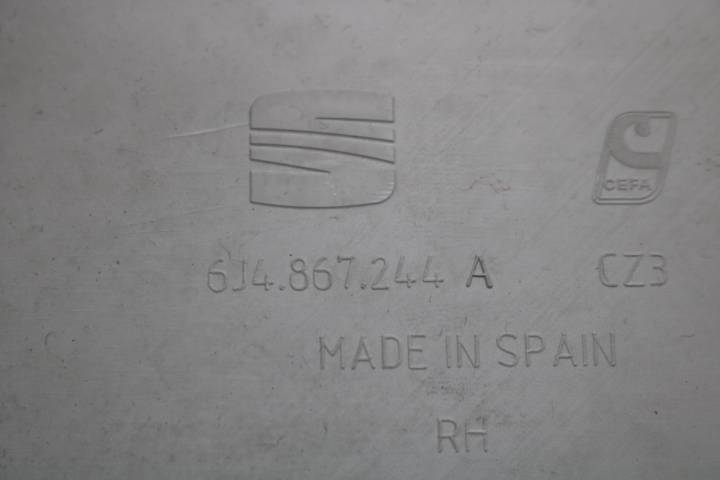 CEFA
6J4.867.244 A CZ3
MADE IN SPAIN
RH